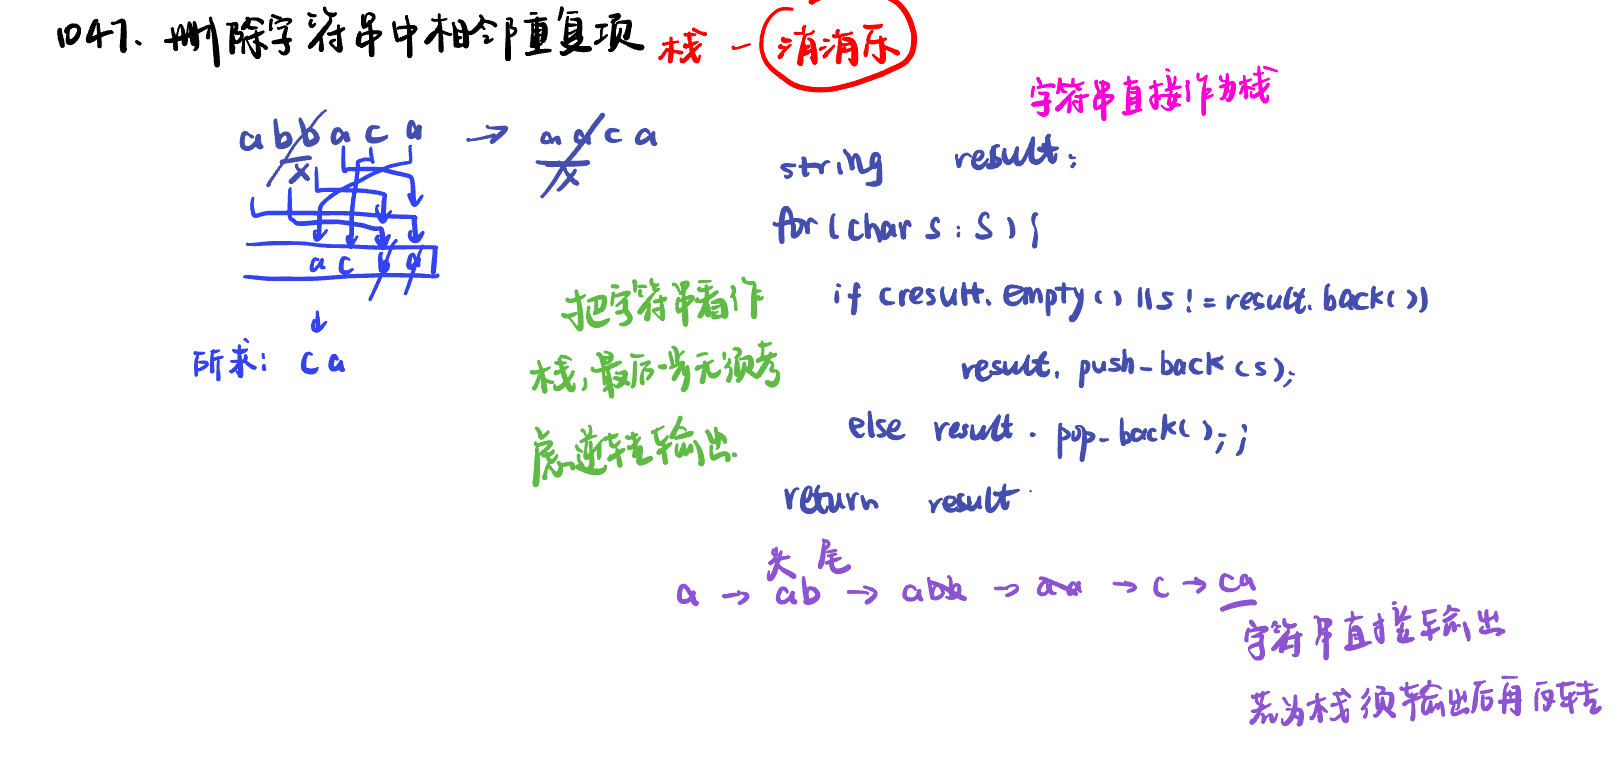 1047. 删除字符串中相邻重复项 栈 - 消消乐
字符串直接作为栈
abbaca → aaca
x x
a c b a
所求: ca
把字符串看作
栈,最后一步无须考
虑逆转输出.
string result;
for (char s : S) {
if (result.empty() || s != result.back())
result.push-back(s);
else result.pop-back();;
return result
头 尾
a → ab → abb → aa → c → ca
字符串直接输出
若为栈须输出后再反转